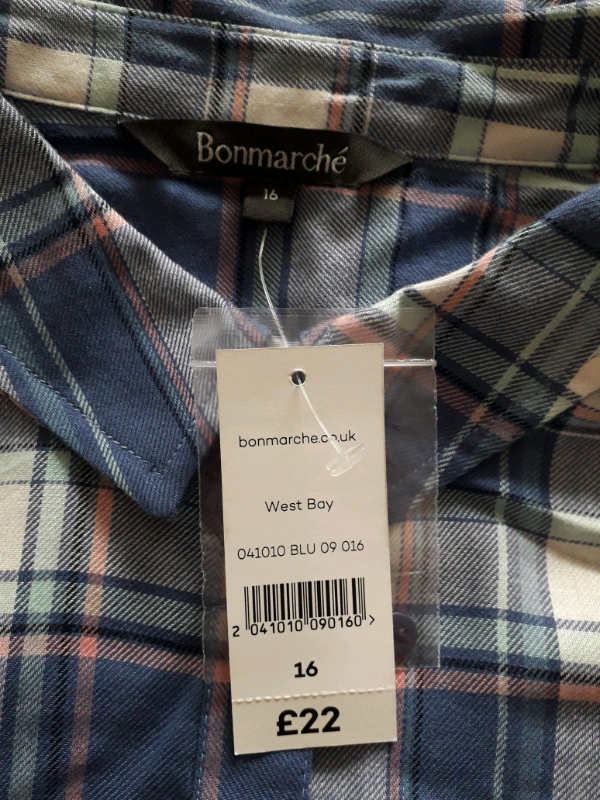 Bonmarché
16
bonmarche.co.uk
West Bay
041010 BLU 09 016
2 041010 090160 >
16
£22